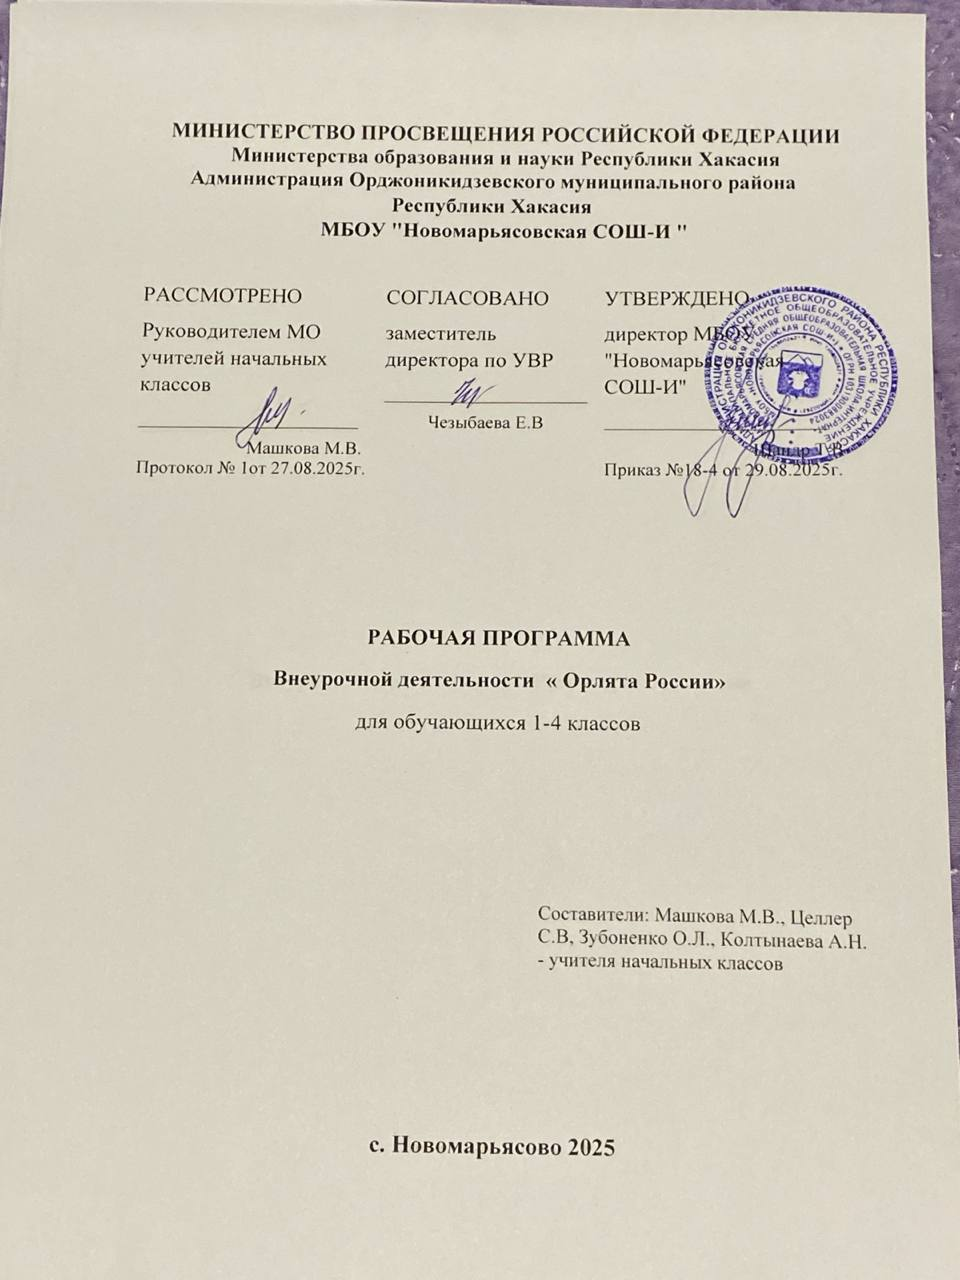 МИНИСТЕРСТВО ПРОСВЕЩЕНИЯ РОССИЙСКОЙ ФЕДЕРАЦИИ
Министерства образования и науки Республики Хакасия
Администрация Орджоникидзевского муниципального района
Республики Хакасия
МБОУ "Новомарьясовская СОШ-И "
РАССМОТРЕНО
Руководителем МО
учителей начальных
классов
Машкова М.В.
Протокол № 1от 27.08.2025г.
СОГЛАСОВАНО
заместитель
директора по УВР
Чезыбаева Е.В
УТВЕРЖДЕНО
директор МБОУ
"Новомарьясовская
СОШ-И"
Приказ №18-4 от 29.08.2025г.
РАБОЧАЯ ПРОГРАММА
Внеурочной деятельности « Орлята России»
для обучающихся 1-4 классов
Составители: Машкова М.В., Целлер
С.В, Зубоненко О.Л., Колтынаева А.Н.
- учителя начальных классов
с. Новомарьясово 2025